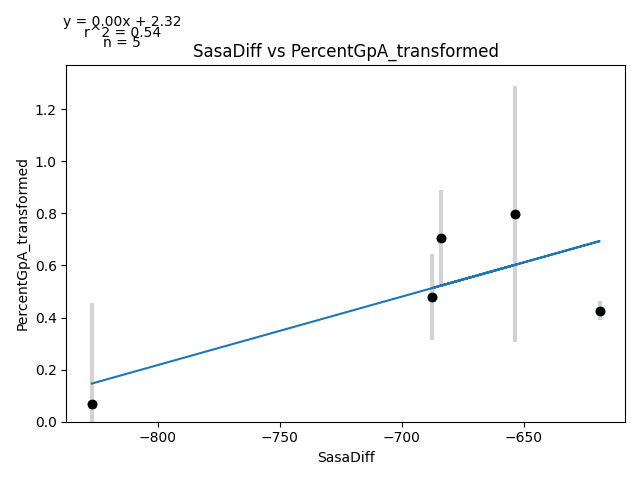 y = 0.00x + 2.32
r^2 = 0.54
n = 5
SasaDiff vs PercentGpA_transformed
PercentGpA_transformed
1.2
1.0
0.8
0.6
0.4
0.2
0.0
−800
−750
−700
−650
SasaDiff